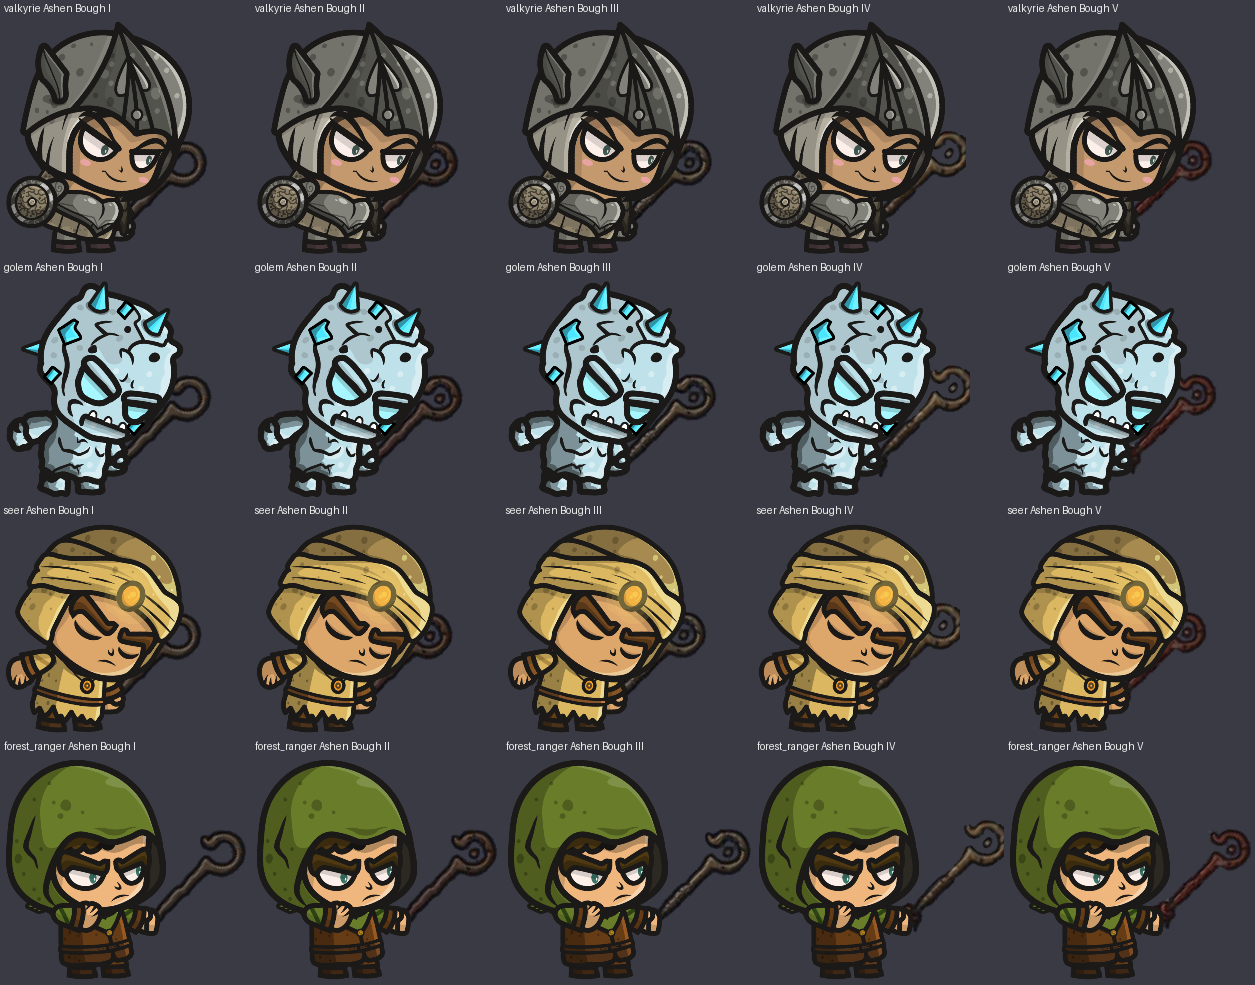 valkyrie Ashen Bough I
valkyrie Ashen Bough II
valkyrie Ashen Bough III
valkyrie Ashen Bough IV
valkyrie Ashen Bough V
golem Ashen Bough I
golem Ashen Bough II
golem Ashen Bough III
golem Ashen Bough IV
golem Ashen Bough V
seer Ashen Bough I
seer Ashen Bough II
seer Ashen Bough III
seer Ashen Bough IV
seer Ashen Bough V
forest_ranger Ashen Bough I
forest_ranger Ashen Bough II
forest_ranger Ashen Bough III
forest_ranger Ashen Bough IV
forest_ranger Ashen Bough V